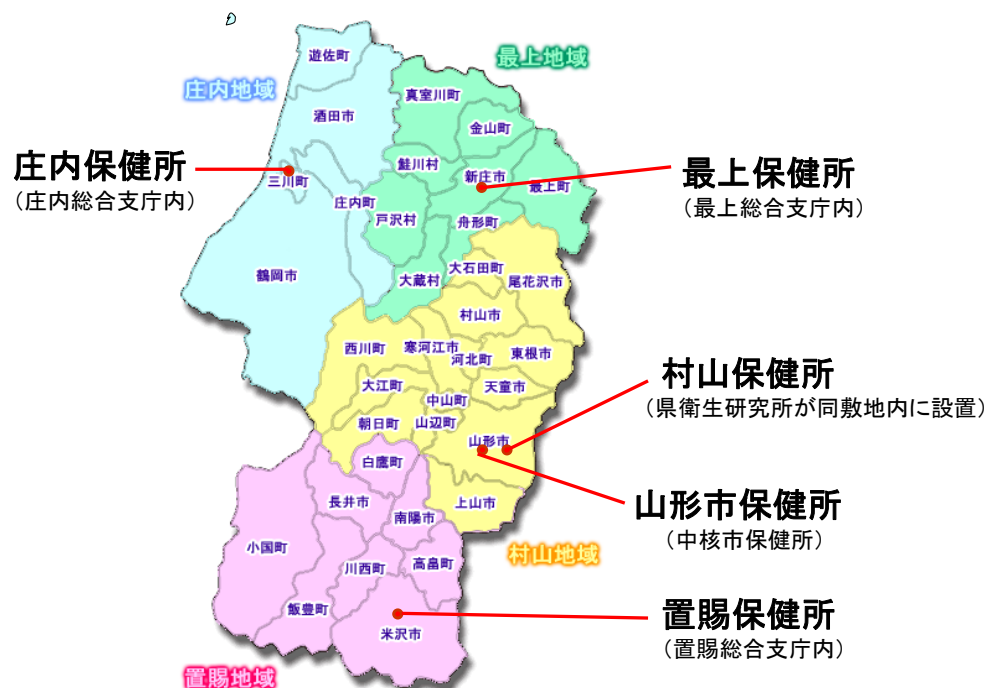 最上地域
遊佐町
庄内地域
真室川町
酒田市
金山町
庄内保健所
(庄内総合支庁内)
鮭川村
新庄市
最上町
最上保健所
(最上総合支庁内)
三川町
庄内町
戸沢村
舟形町
鶴岡市
大蔵村
大石田町
尾花沢市
村山市
西川町
寒河江市
河北町
東根市
大江町
中山町
天童市
村山保健所
(県衛生研究所が同敷地内に設置)
朝日町
山辺町
山形市
白鷹町
長井市
南陽市
上山市
山形市保健所
(中核市保健所)
小国町
川西町
高畠町
村山地域
飯豊町
米沢市
置賜保健所
(置賜総合支庁内)
置賜地域